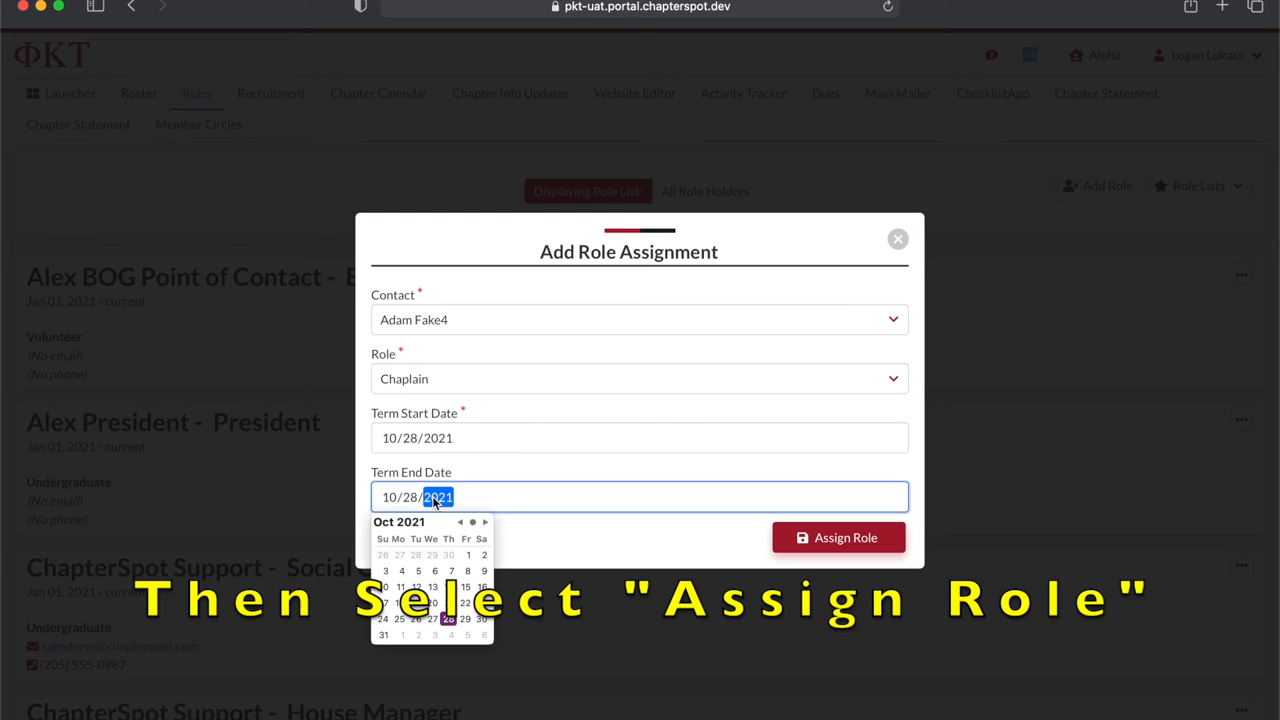 pkt-uat.portal.chapterspot.dev
ΦKT
Alpha
Logan Lukacs
Launcher
Roster
Roles
Recruitment
Chapter Calendar
Chapter Info Updater
Website Editor
Activity Tracker
Dues
Mass Mailer
ChecklistApp
Chapter Statement
Chapter Statement
Member Circles
Displaying Role List:
All Role Holders
Add Role
Role Lists
Add Role Assignment
Alex BOG Point of Contact -
Jan 01, 2021 - current
Volunteer
(No email)
(No phone)
Contact *
Adam Fake4
Role *
Chaplain
Alex President - President
Jan 01, 2021 - current
Undergraduate
(No email)
(No phone)
Term Start Date *
10/28/2021
Term End Date
10/28/2021
Oct 2021
Su Mo Tu We Th Fr Sa
26 27 28 29 30 1 2
3 4 5 6 7 8 9
10 11 12 13 15 16
22
24 25 26 27 28 29 30
31 1 2 3 4 5 6
Assign Role
ChapterSpot Support - Social
Jan 01, 2021 - current
Then Select "Assign Role"
Undergraduate
salesforce@chapterpsot.com
(205) 555-0987
ChapterSpot Support - House Manager